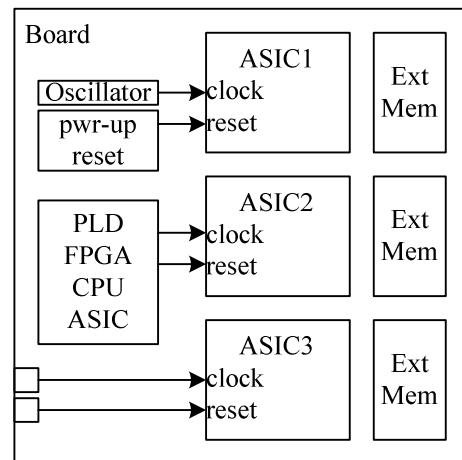 Board
ASIC1
Oscillator
clock
pwr-up
reset
reset
Ext
Mem
PLD
FPGA
CPU
ASIC
ASIC2
clock
reset
Ext
Mem
ASIC3
clock
reset
Ext
Mem